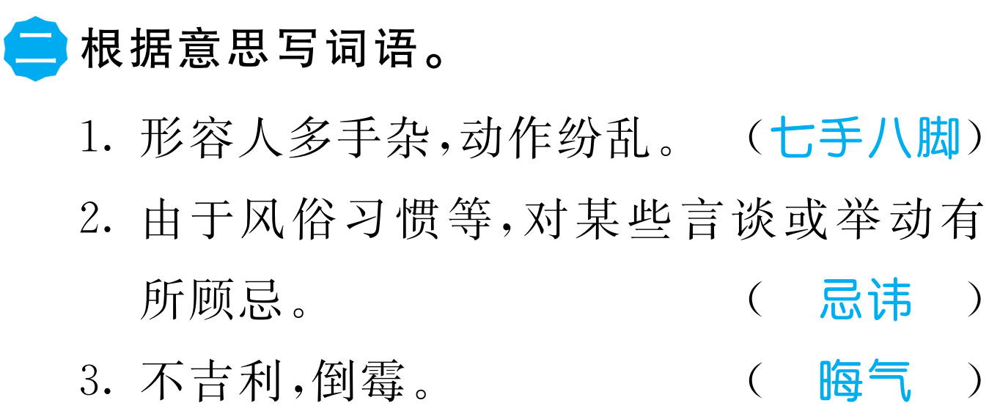 二 根据意思写词语。
1. 形容人多手杂,动作纷乱。 (七手八脚)
2. 由于风俗习惯等,对某些言谈或举动有
所顾忌。 ( 忌讳 )
3. 不吉利,倒霉。 ( 晦气 )